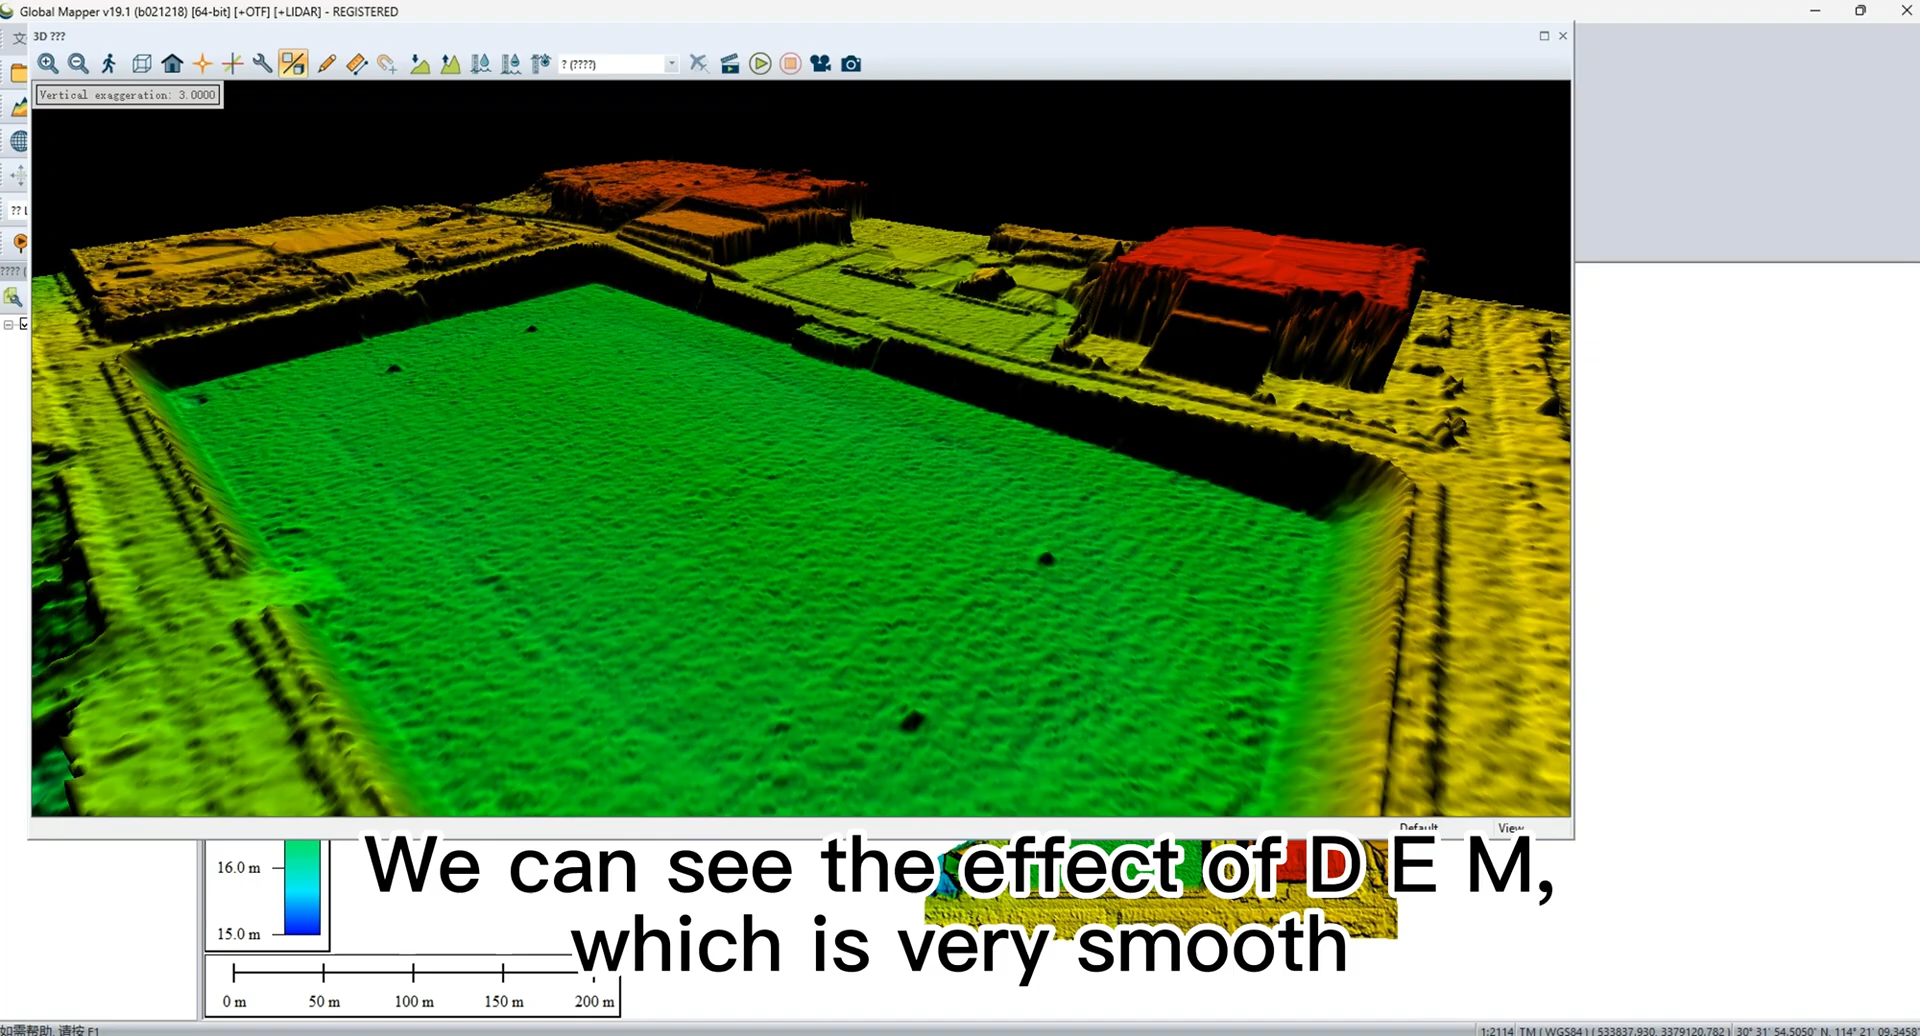 Global Mapper v19.1 (b021218) [64-bit] [+OTF] [+LIDAR] - REGISTERED
文
3D ???
? (????)
Vertical exaggeration: 3.0000
?? L
???? (
Default
View
16.0 m
15.0 m
We can see the effect of D E M,
which is very smooth
0 m 50 m 100 m 150 m 200 m
如需帮助, 请按 F1
1:2114 TM ( WGS84 ) ( 533837.930, 3379120.782 ) 30° 31' 54.5050" N, 114° 21' 09.3458